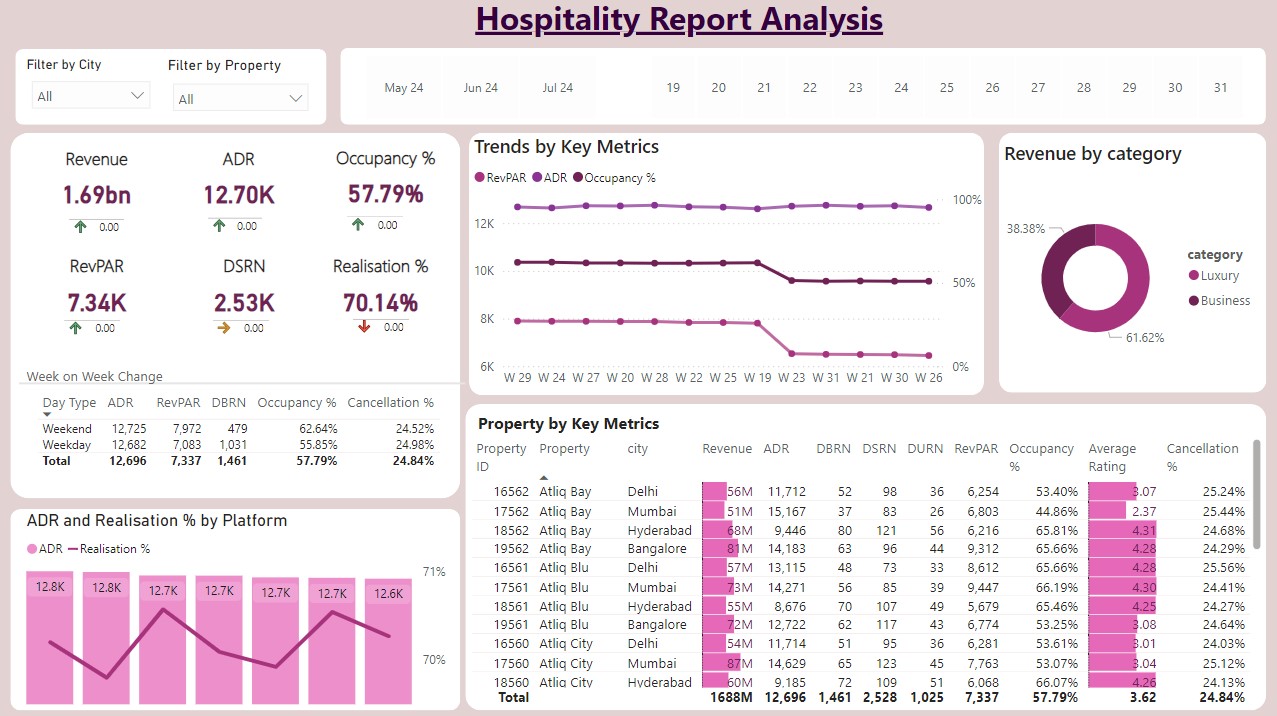 Hospitality Report Analysis
Filter by City
Filter by Property
All
All
May 24 Jun 24 Jul 24 19 20 21 22 23 24 25 26 27 28 29 30 31
Revenue ADR Occupancy %
1.69bn 12.70K 57.79%
0.00 0.00 0.00
RevPAR DSRN Realisation %
7.34K 2.53K 70.14%
0.00 0.00 0.00
Week on Week Change
Day Type ADR RevPAR DBRN Occupancy % Cancellation %
Weekend 12,725 7,972 479 62.64% 24.52%
Weekday 12,682 7,083 1,031 55.85% 24.98%
Total 12,696 7,337 1,461 57.79% 24.84%
Trends by Key Metrics
RevPAR ADR Occupancy %
100%
12K
10K
50%
8K
6K 0%
W 29 W 24 W 27 W 20 W 28 W 22 W 25 W 19 W 23 W 31 W 21 W 30 W 26
Revenue by category
38.38%
61.62%
category
Luxury
Business
ADR and Realisation % by Platform
ADR Realisation %
71%
12.8K 12.8K 12.7K 12.7K 12.7K 12.7K 12.6K
70%
Property by Key Metrics
Property ID Property city Revenue ADR DBRN DSRN DURN RevPAR Occupancy % Average Rating Cancellation %
16562 Atliq Bay Delhi 56M 11,712 52 98 36 6,254 53.40% 3.07 25.24%
17562 Atliq Bay Mumbai 51M 15,167 37 83 26 6,803 44.86% 2.37 25.44%
18562 Atliq Bay Hyderabad 68M 9,446 80 121 56 6,216 65.81% 4.31 24.68%
19562 Atliq Bay Bangalore 81M 14,183 63 96 44 9,312 65.66% 4.28 24.29%
16561 Atliq Blu Delhi 57M 13,115 48 73 33 8,612 65.66% 4.28 25.56%
17561 Atliq Blu Mumbai 73M 14,271 56 85 39 9,447 66.19% 4.30 24.41%
18561 Atliq Blu Hyderabad 55M 8,676 70 107 49 5,679 65.46% 4.25 24.27%
19561 Atliq Blu Bangalore 72M 12,722 62 117 43 6,774 53.25% 3.08 24.64%
16560 Atliq City Delhi 54M 11,714 51 95 36 6,281 53.61% 3.01 24.03%
17560 Atliq City Mumbai 87M 14,629 65 123 45 7,763 53.07% 3.04 25.12%
18560 Atliq City Hyderabad 60M 9,185 72 109 51 6,068 66.07% 4.26 24.13%
Total 1688M 12,696 1,461 2,528 1,025 7,337 57.79% 3.62 24.84%